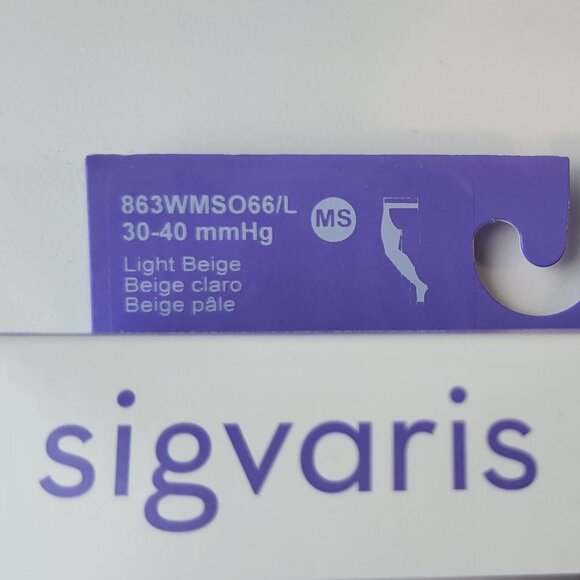 863WMSO66/L
30-40 mmHg
MS
Light Beige
Beige claro
Beige pâle
sigvaris